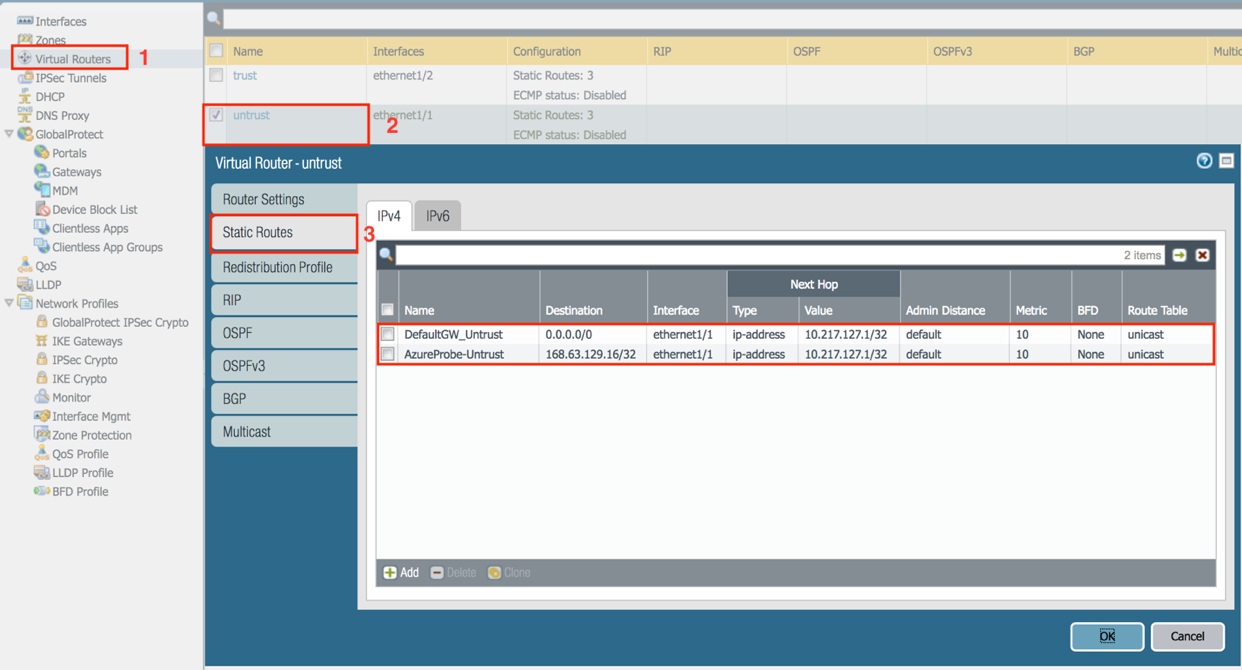 Interfaces
Zones
Virtual Routers 1
IPSec Tunnels
DHCP
DNS Proxy
GlobalProtect
Portals
Gateways
MDM
Device Block List
Clientless Apps
Clientless App Groups
QoS
LLDP
Network Profiles
GlobalProtect IPSec Crypto
IKE Gateways
IPSec Crypto
IKE Crypto
Monitor
Interface Mgmt
Zone Protection
QoS Profile
LLDP Profile
BFD Profile
Name Interfaces Configuration RIP OSPF OSPFv3 BGP Multic
trust ethernet1/2 Static Routes: 3
ECMP status: Disabled
untrust ethernet1/1 Static Routes: 3
2
ECMP status: Disabled
Virtual Router - untrust
Router Settings
Static Routes 3
Redistribution Profile
RIP
OSPF
OSPFv3
BGP
Multicast
IPv4 IPv6
2 items
Next Hop
Name Destination Interface Type Value Admin Distance Metric BFD Route Table
DefaultGW_Untrust 0.0.0.0/0 ethernet1/1 ip-address 10.217.127.1/32 default 10 None unicast
AzureProbe-Untrust 168.63.129.16/32 ethernet1/1 ip-address 10.217.127.1/32 default 10 None unicast
Add Delete Clone
OK Cancel